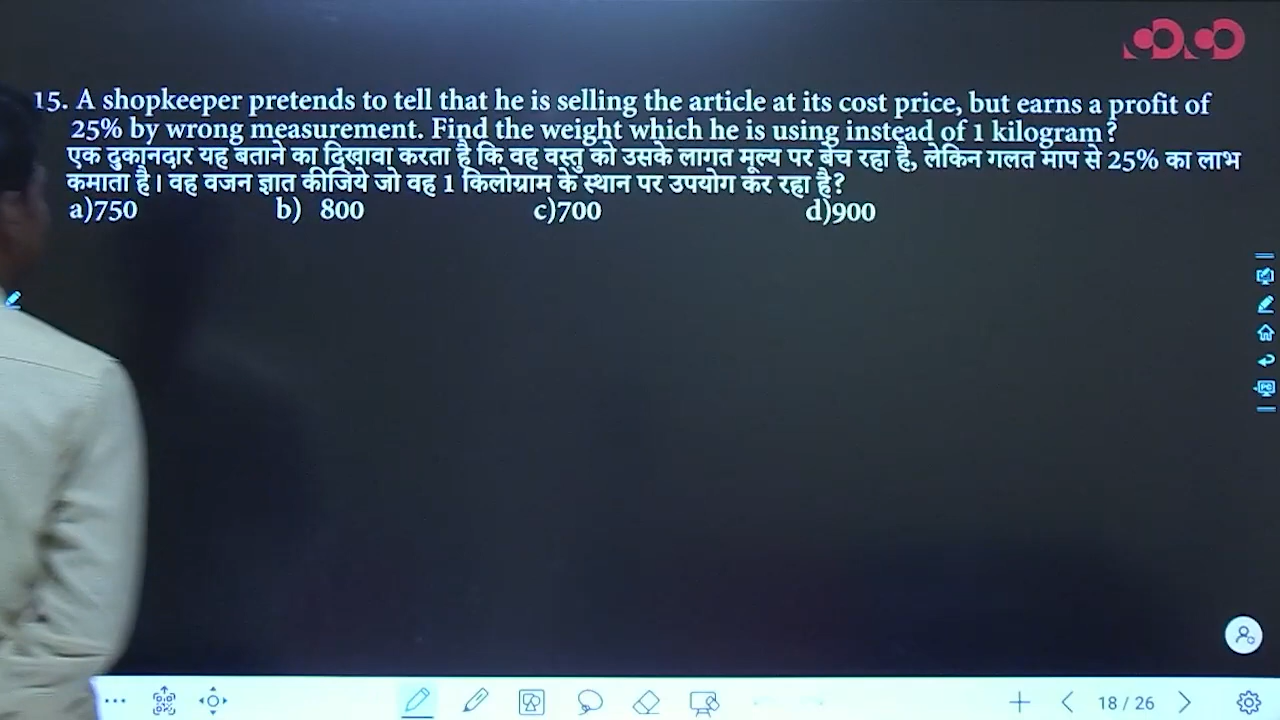 15. A shopkeeper pretends to tell that he is selling the article at its cost price, but earns a profit of
25% by wrong measurement. Find the weight which he is using instead of 1 kilogram?
एक दुकानदार यह बताने का दिखावा करता है कि वह वस्तु को उसके लागत मूल्य पर बेच रहा है, लेकिन गलत माप से 25% का लाभ
कमाता है। वह वजन ज्ञात कीजिये जो वह 1 किलोग्राम के स्थान पर उपयोग कर रहा है?
a)750 b) 800 c)700 d)900
PC
18 / 26